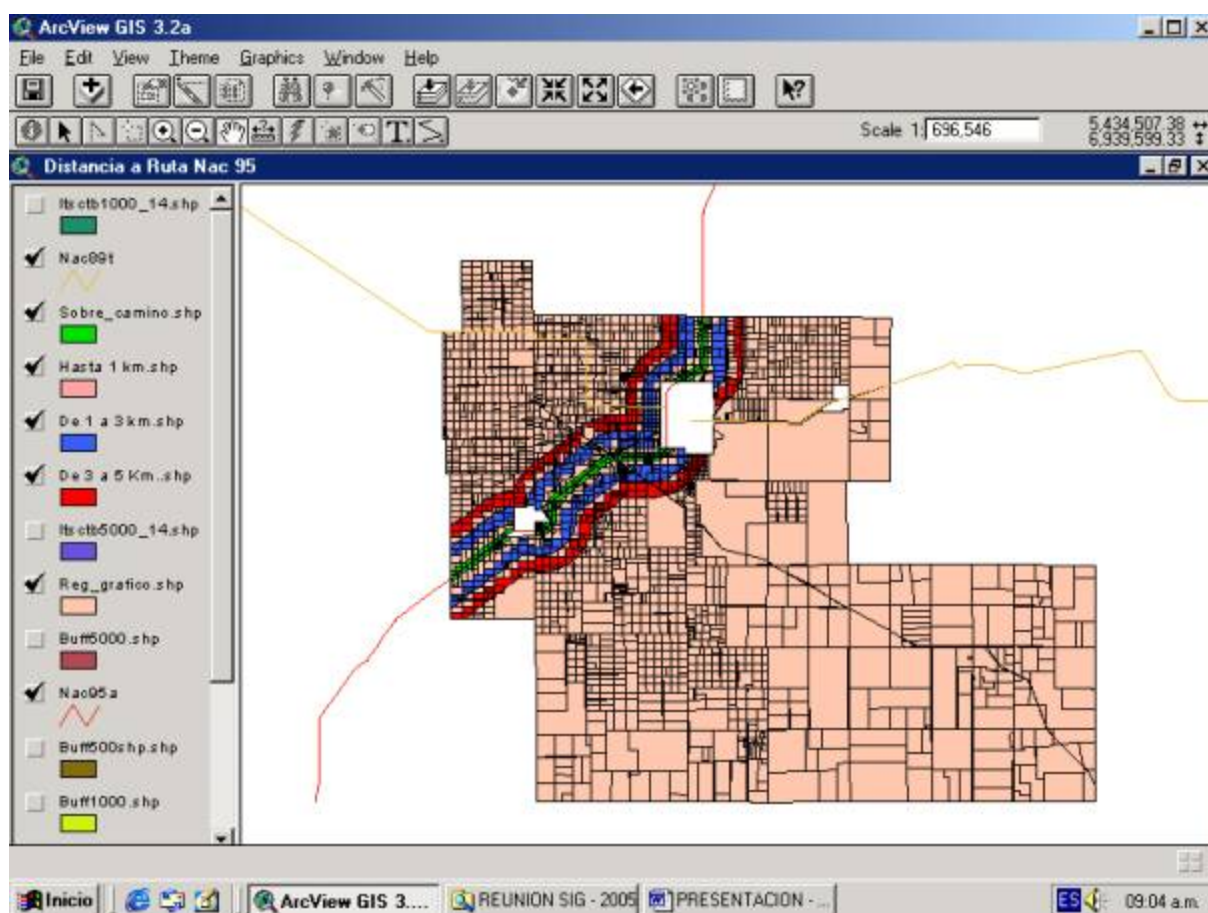 ArcView GIS 3.2a
File Edit View Theme Graphics Window Help
Scale 1: 696,546
5,434,507.38
6,939,599.33
Distancia a Ruta Nac 95
Itsctb1000_14.shp
Nac89t
Sobre_camino.shp
Hasta 1 km.shp
De 1 a 3 km.shp
De 3 a 5 Km..shp
Itsctb5000_14.shp
Reg_grafico.shp
Buff5000.shp
Nac95a
Buff500shp.shp
Buff1000.shp
Inicio
ArcView GIS 3....
REUNION SIG - 2005
PRESENTACION - ...
ES
09:04 a.m.